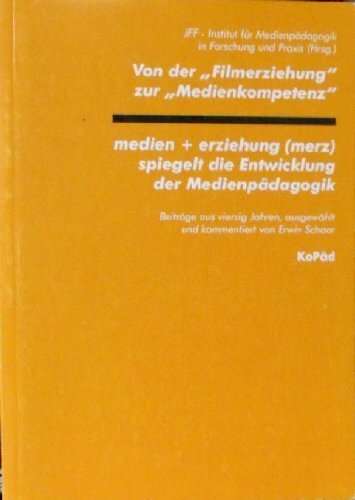 JFF - Institut für Medienpädagogik
in Forschung und Praxis (Hrsg.)
Von der „Filmerziehung"
zur „Medienkompetenz"
medien + erziehung (merz)
spiegelt die Entwicklung
der Medienpädagogik
Beiträge aus vierzig Jahren, ausgewählt
und kommentiert von Erwin Schaar
KoPäd